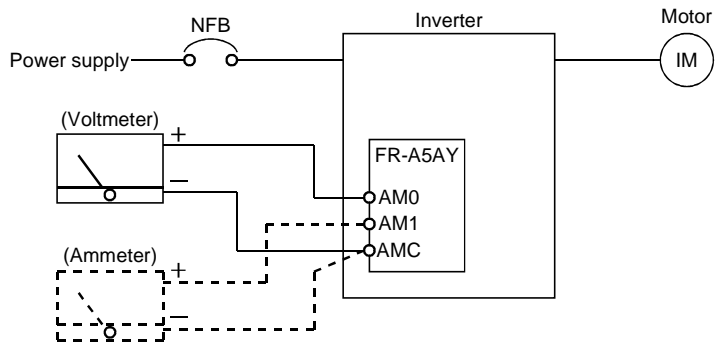 Inverter
Motor
NFB
Power supply
IM
(Voltmeter)
+
−
FR-A5AY
AM0
AM1
AMC
(Ammeter)
+
−